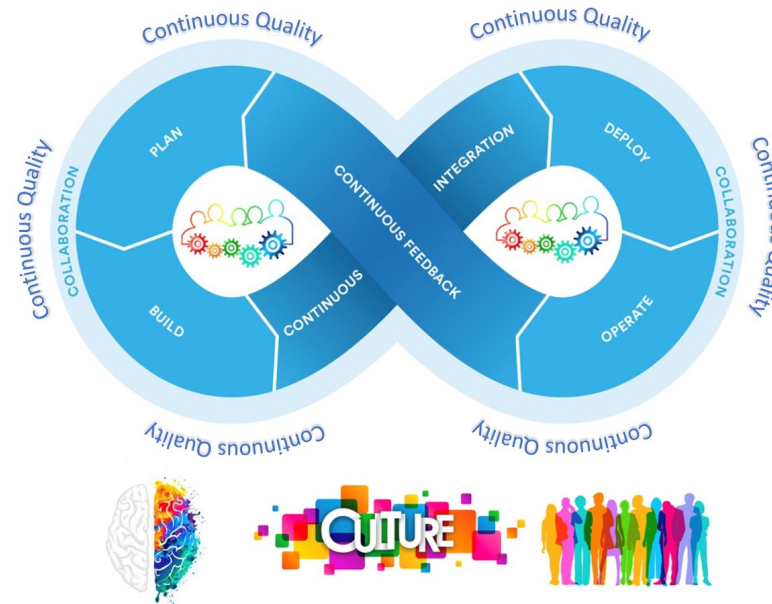 Continuous Quality
Continuous Quality
Continuous Quality
COLLABORATION
PLAN
BUILD
CONTINUOUS
INTEGRATION
CONTINUOUS FEEDBACK
DEPLOY
OPERATE
COLLABORATION
Continuous Quality
Continuous Quality
Continuous Quality
CULTURE